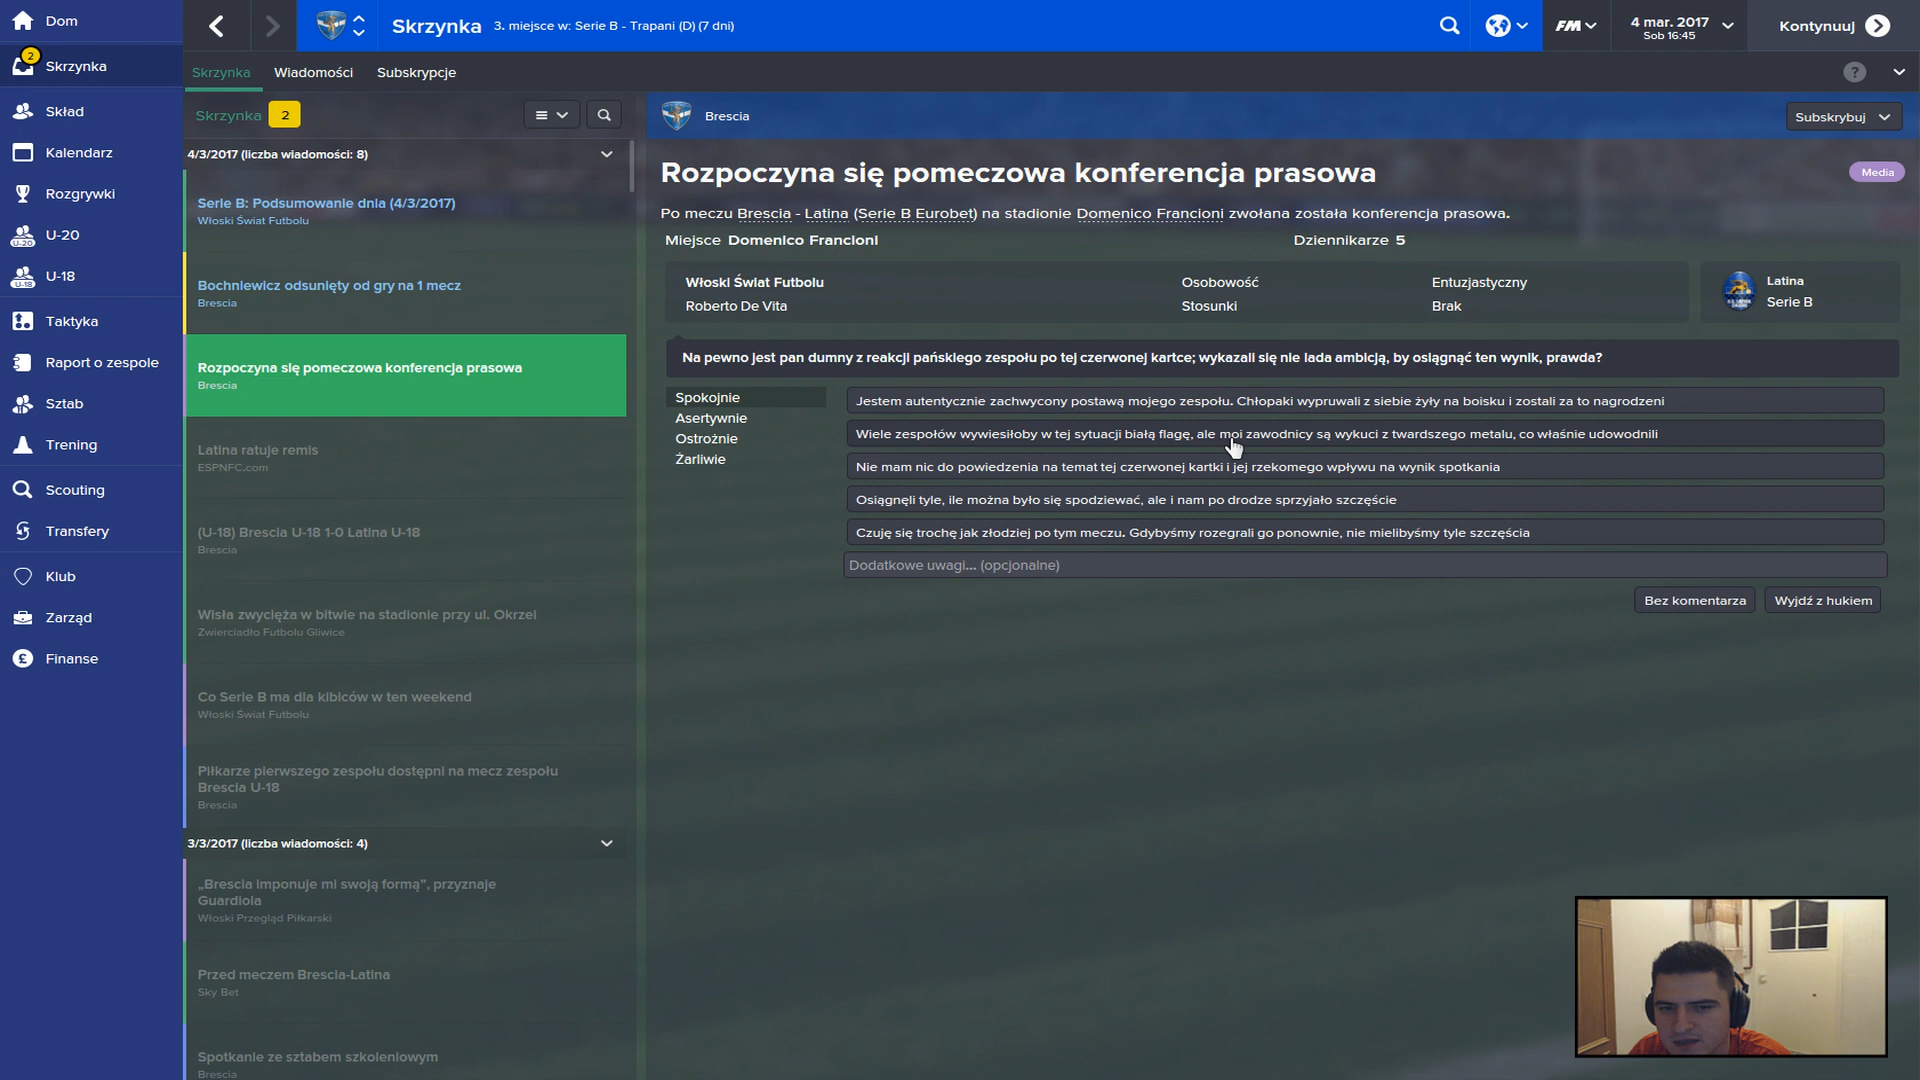 Dom
2
Skrzynka
Skład
Kalendarz
Rozgrywki
U-20
U-20
U-18
U-18
Taktyka
Raport o zespole
Sztab
Trening
Scouting
Transfery
Klub
Zarząd
£
Finanse
Skrzynka
3. miejsce w: Serie B - Trapani (D) (7 dni)
FM
4 mar. 2017
Sob 16:45
Kontynuuj
Skrzynka
Wiadomości
Subskrypcje
?
Skrzynka
2
4/3/2017 (liczba wiadomości: 8)
Serie B: Podsumowanie dnia (4/3/2017)
Włoski Świat Futbolu
Bochniewicz odsunięty od gry na 1 mecz
Brescia
Rozpoczyna się pomeczowa konferencja prasowa
Brescia
Latina ratuje remis
ESPNFC.com
(U-18) Brescia U-18 1-0 Latina U-18
Brescia
Wisła zwycięża w bitwie na stadionie przy ul. Okrzei
Zwierciadło Futbolu Gliwice
Co Serie B ma dla kibiców w ten weekend
Włoski Świat Futbolu
Piłkarze pierwszego zespołu dostępni na mecz zespołu
Brescia U-18
Brescia
3/3/2017 (liczba wiadomości: 4)
„Brescia imponuje mi swoją formą”, przyznaje
Guardiola
Włoski Przegląd Piłkarski
Przed meczem Brescia-Latina
Sky Bet
Spotkanie ze sztabem szkoleniowym
Brescia
Brescia
Subskrybuj
Rozpoczyna się pomeczowa konferencja prasowa
Media
Po meczu Brescia - Latina (Serie B Eurobet) na stadionie Domenico Francioni zwołana została konferencja prasowa.
Miejsce Domenico Francioni
Dziennikarze 5
Włoski Świat Futbolu
Osobowość
Entuzjastyczny
Roberto De Vita
Stosunki
Brak
Latina
Serie B
Na pewno jest pan dumny z reakcji pańskiego zespołu po tej czerwonej kartce; wykazali się nie lada ambicją, by osiągnąć ten wynik, prawda?
Spokojnie
Asertywnie
Ostrożnie
Żarliwie
Jestem autentycznie zachwycony postawą mojego zespołu. Chłopaki wypruwali z siebie żyły na boisku i zostali za to nagrodzeni
Wiele zespołów wywiesiłoby w tej sytuacji białą flagę, ale moi zawodnicy są wykuci z twardszego metalu, co właśnie udowodnili
Nie mam nic do powiedzenia na temat tej czerwonej kartki i jej rzekomego wpływu na wynik spotkania
Osiągnęli tyle, ile można było się spodziewać, ale i nam po drodze sprzyjało szczęście
Czuję się trochę jak złodziej po tym meczu. Gdybyśmy rozegrali go ponownie, nie mielibyśmy tyle szczęścia
Dodatkowe uwagi... (opcjonalne)
Bez komentarza
Wyjdź z hukiem